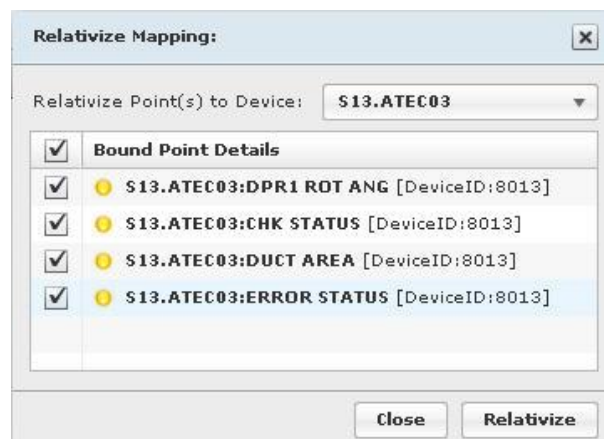 Relativize Mapping:
Relativize Point(s) to Device: S13.ATEC03
Bound Point Details
S13.ATEC03:DPR1 ROT ANG [DeviceID:8013]
S13.ATEC03:CHK STATUS [DeviceID:8013]
S13.ATEC03:DUCT AREA [DeviceID:8013]
S13.ATEC03:ERROR STATUS [DeviceID:8013]
Close Relativize